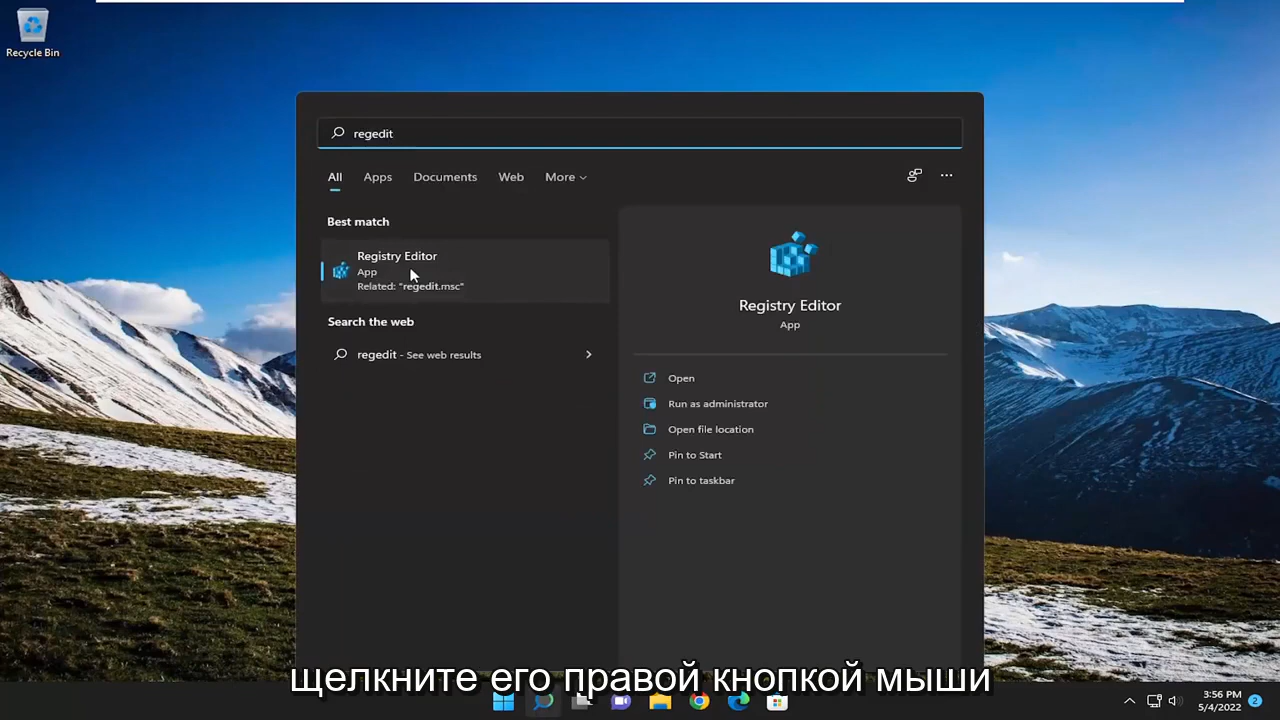 Recycle Bin
regedit
All Apps Documents Web More
Best match
Registry Editor
App
Related: "regedit.msc"
Search the web
regedit - See web results
Registry Editor
App
Open
Run as administrator
Open file location
Pin to Start
Pin to taskbar
щелкните его правой кнопкой мыши
3:56 PM
5/4/2022
2